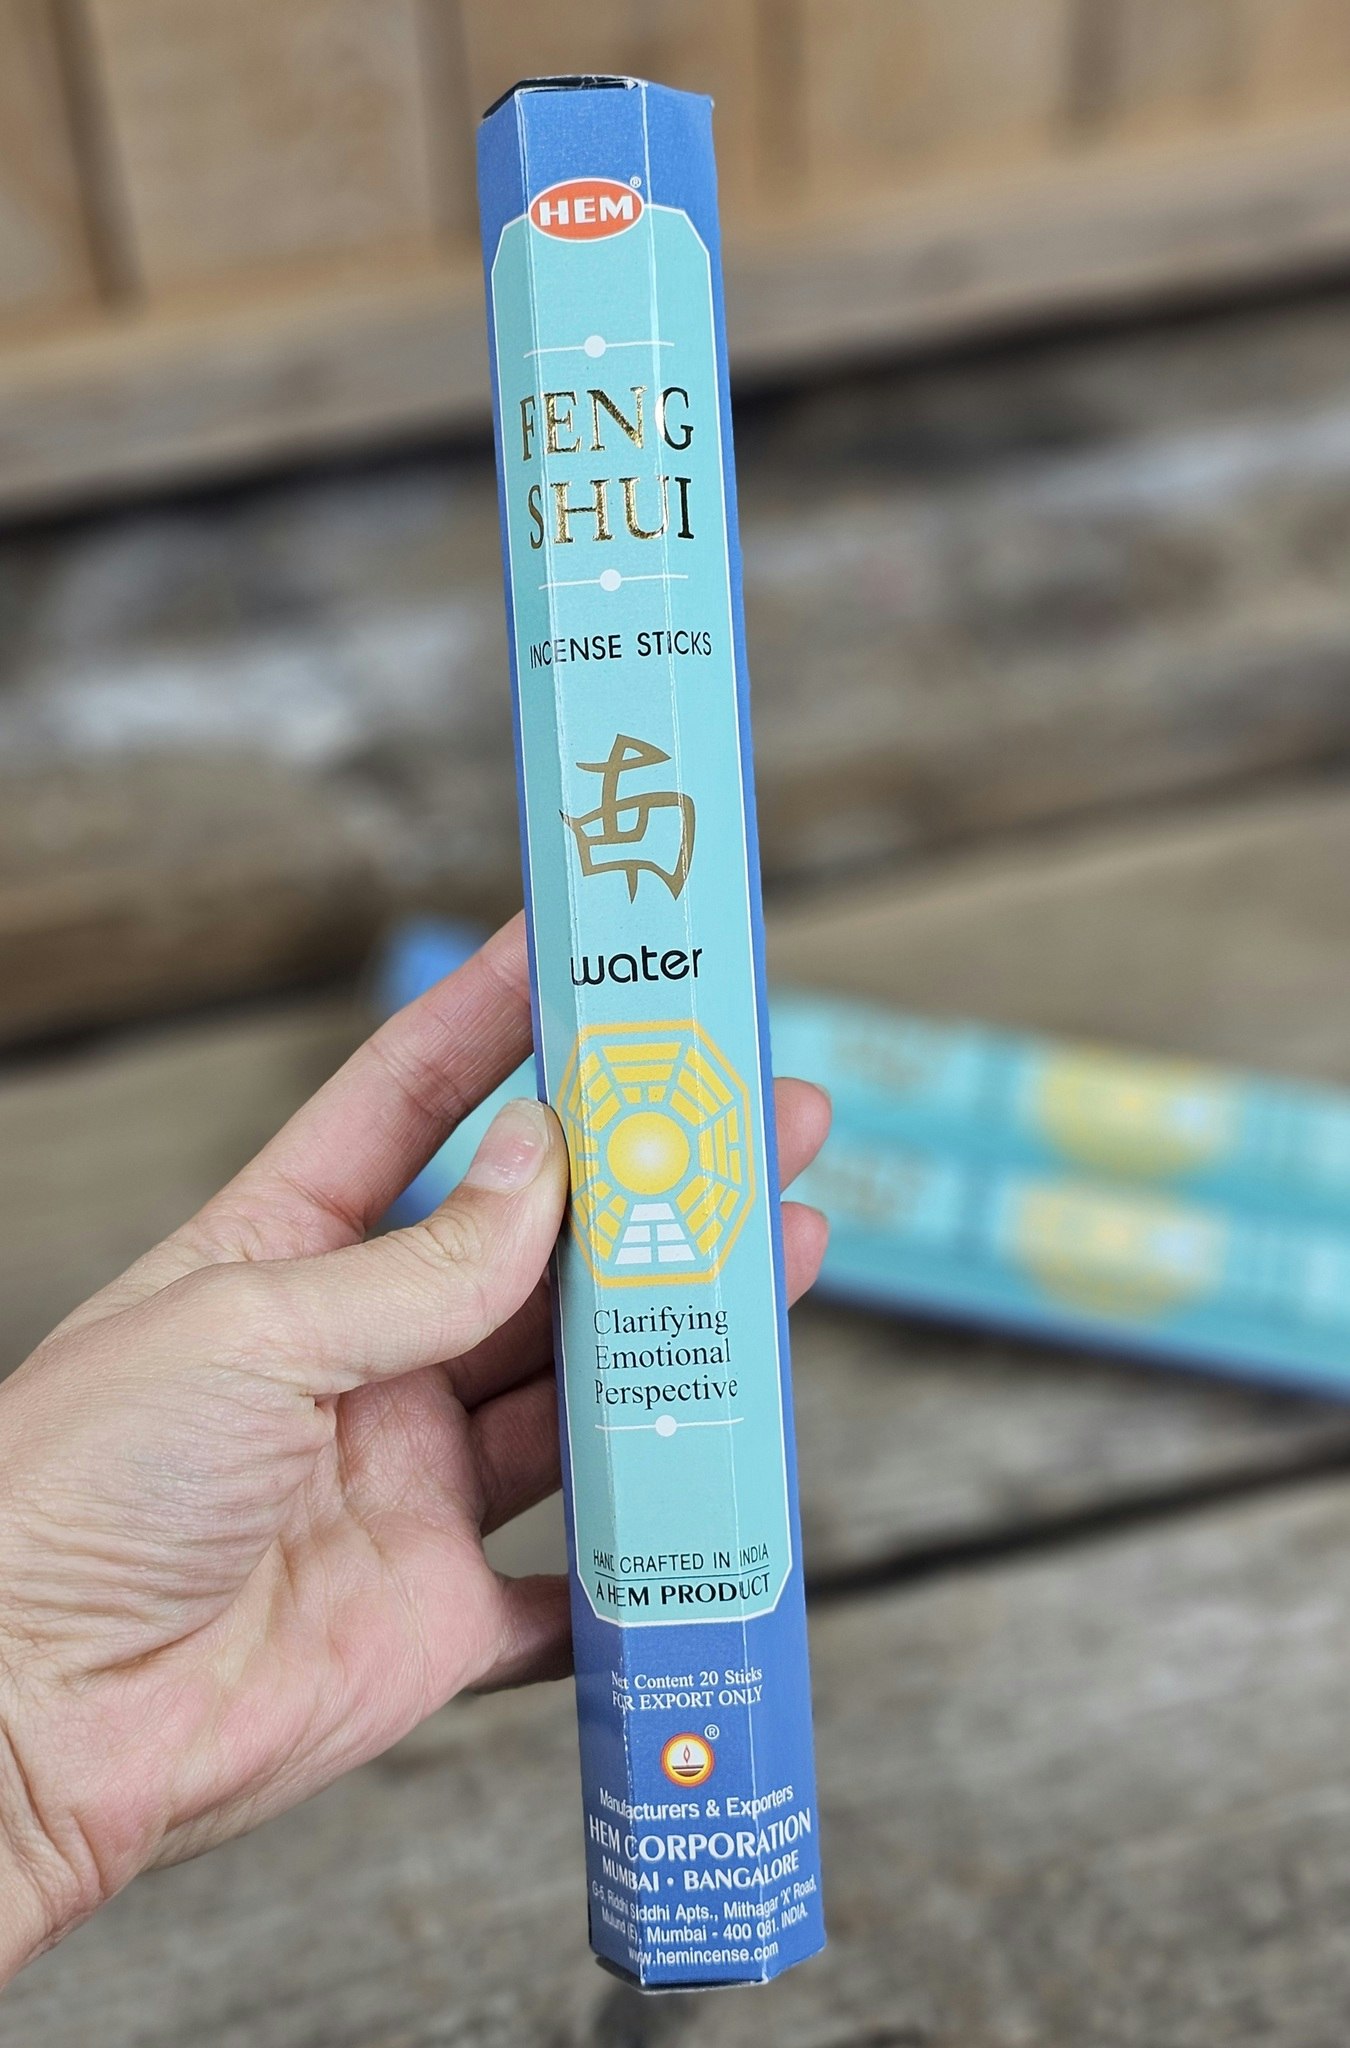 HEM®
FENG
SHUI
INCENSE STICKS
water
Clarifying
Emotional
Perspective
HAND CRAFTED IN INDIA
A HEM PRODUCT
Net Content 20 Sticks
FOR EXPORT ONLY
®
Manufacturers & Exporters
HEM CORPORATION
MUMBAI • BANGALORE
G-5, Riddhi Siddhi Apts., Mithagar 'X' Road,
Mulund (E), Mumbai - 400 081. INDIA.
www.hemincense.com